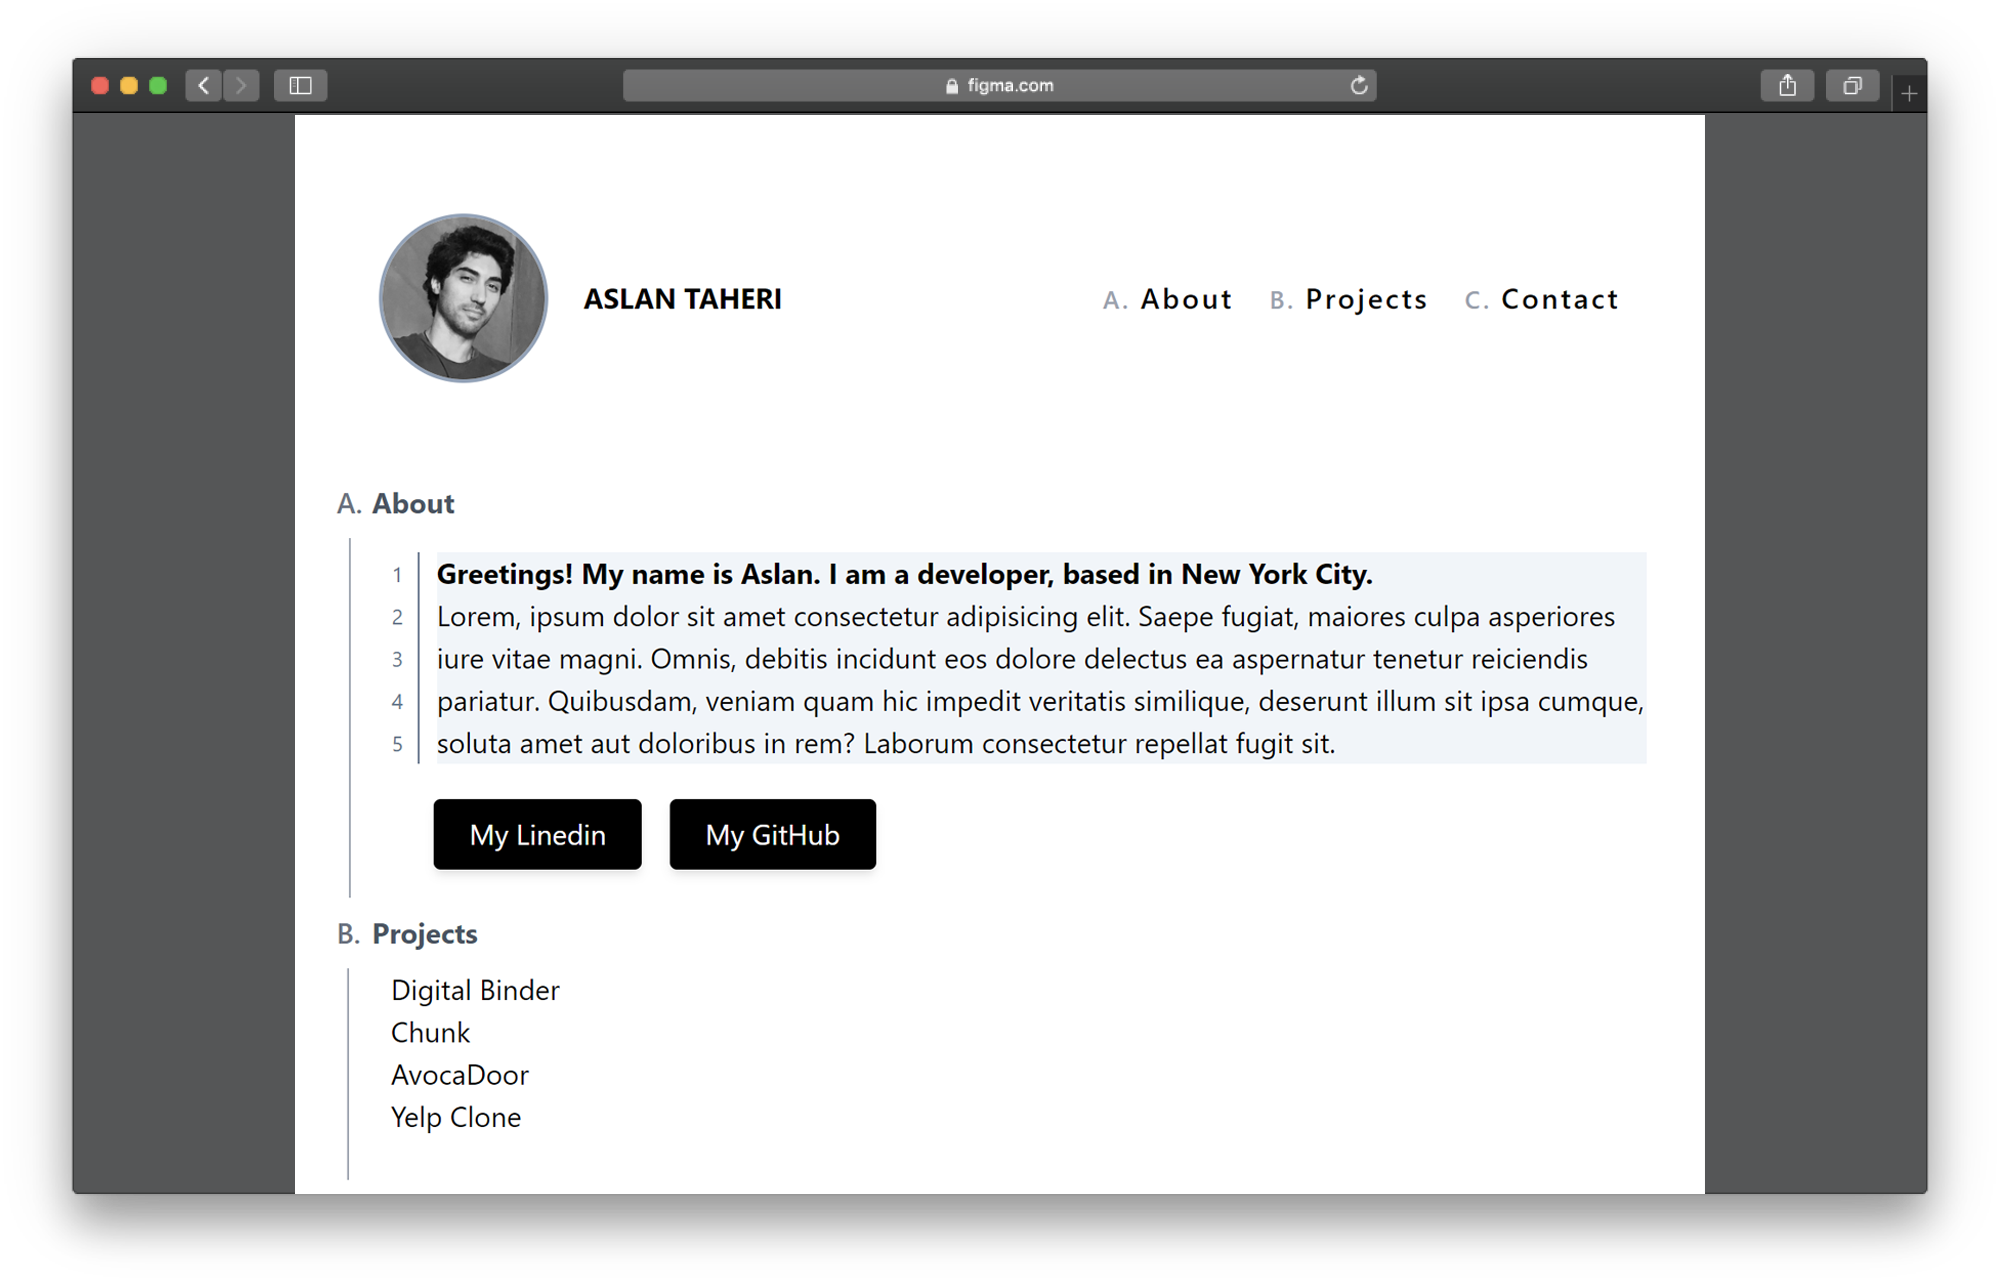 figma.com
ASLAN TAHERI
A. About B. Projects C. Contact
A. About
1 Greetings! My name is Aslan. I am a developer, based in New York City.
2 Lorem, ipsum dolor sit amet consectetur adipisicing elit. Saepe fugiat, maiores culpa asperiores
3 iure vitae magni. Omnis, debitis incidunt eos dolore delectus ea aspernatur tenetur reiciendis
4 pariatur. Quibusdam, veniam quam hic impedit veritatis similique, deserunt illum sit ipsa cumque,
5 soluta amet aut doloribus in rem? Laborum consectetur repellat fugit sit.
My Linedin My GitHub
B. Projects
Digital Binder
Chunk
AvocaDoor
Yelp Clone